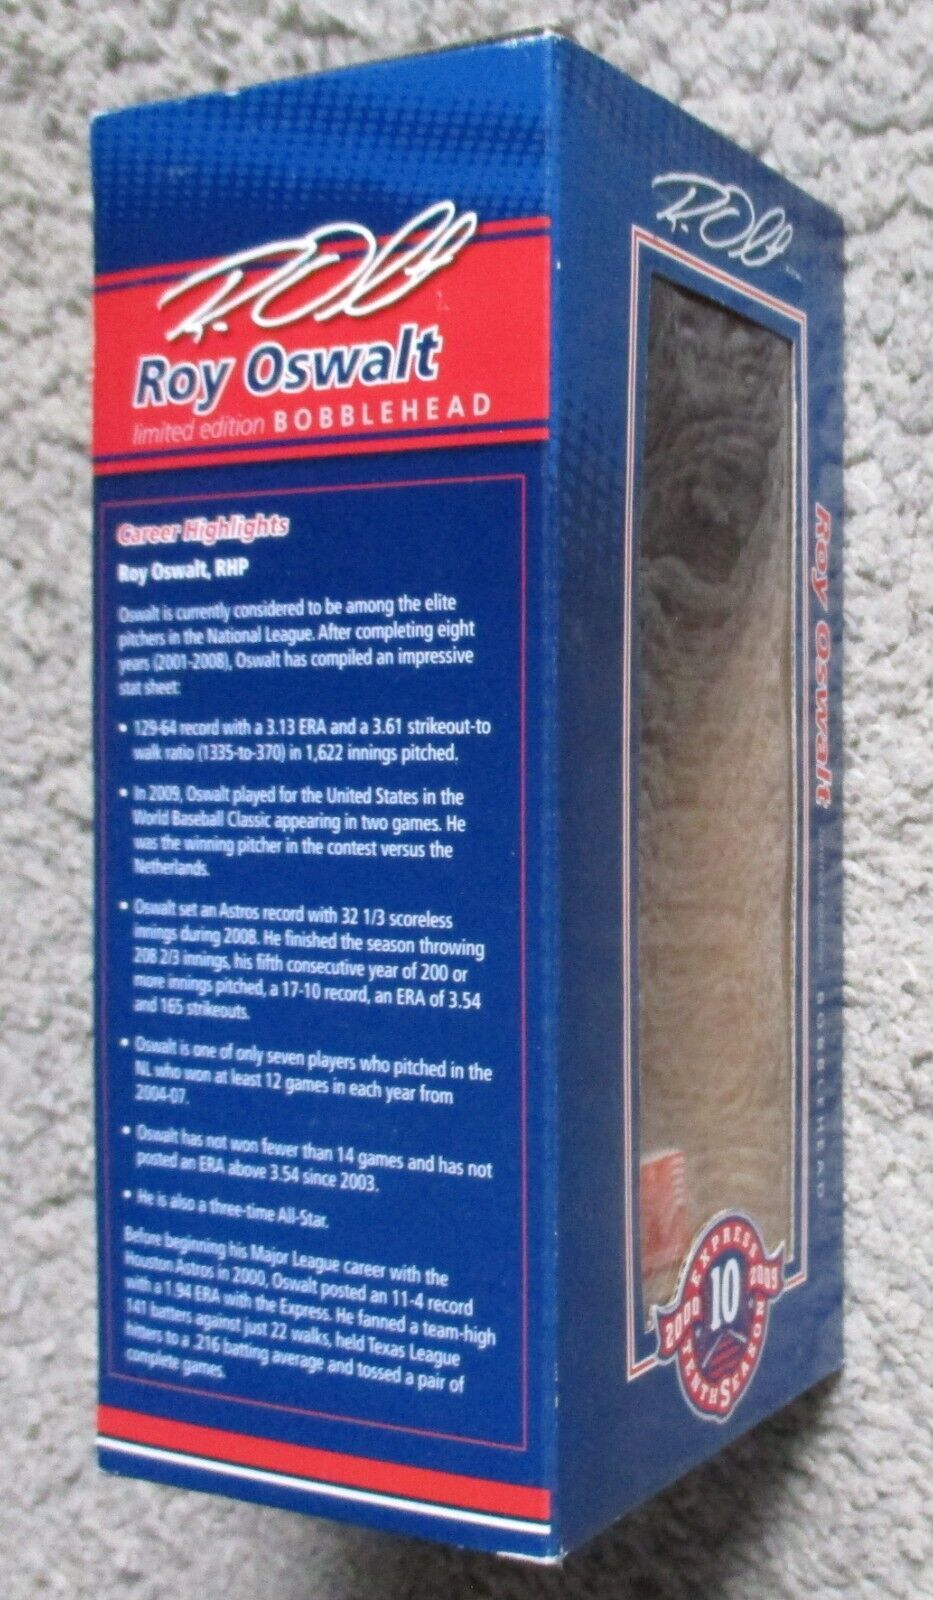 R. Oswalt
Roy Oswalt
limited edition BOBBLEHEAD
Career Highlights
Roy Oswalt, RHP
Oswalt is currently considered to be among the elite
pitchers in the National League. After completing eight
years (2001-2008), Oswalt has compiled an impressive
stat sheet:
• 129-64 record with a 3.13 ERA and a 3.61 strikeout-to
walk ratio (1335-to-370) in 1,622 innings pitched.
• In 2009, Oswalt played for the United States in the
World Baseball Classic appearing in two games. He
was the winning pitcher in the contest versus the
Netherlands.
• Oswalt set an Astros record with 32 1/3 scoreless
innings during 2008. He finished the season throwing
208 2/3 innings, his fifth consecutive year of 200 or
more innings pitched, a 17-10 record, an ERA of 3.54
and 165 strikeouts.
• Oswalt is one of only seven players who pitched in the
NL who won at least 12 games in each year from
2004-07.
• Oswalt has not won fewer than 14 games and has not
posted an ERA above 3.54 since 2003.
• He is also a three-time All-Star.
Before beginning his Major League career with the
Houston Astros in 2000, Oswalt posted an 11-4 record
with a 1.94 ERA with the Express. He fanned a team-high
141 batters against just 22 walks, held Texas League
hitters to a .216 batting average and tossed a pair of
complete games.
R. Oswalt
Roy Oswalt
BOBBLEHEAD
EXPRESS
2000 10 2009
TENTH SEASON